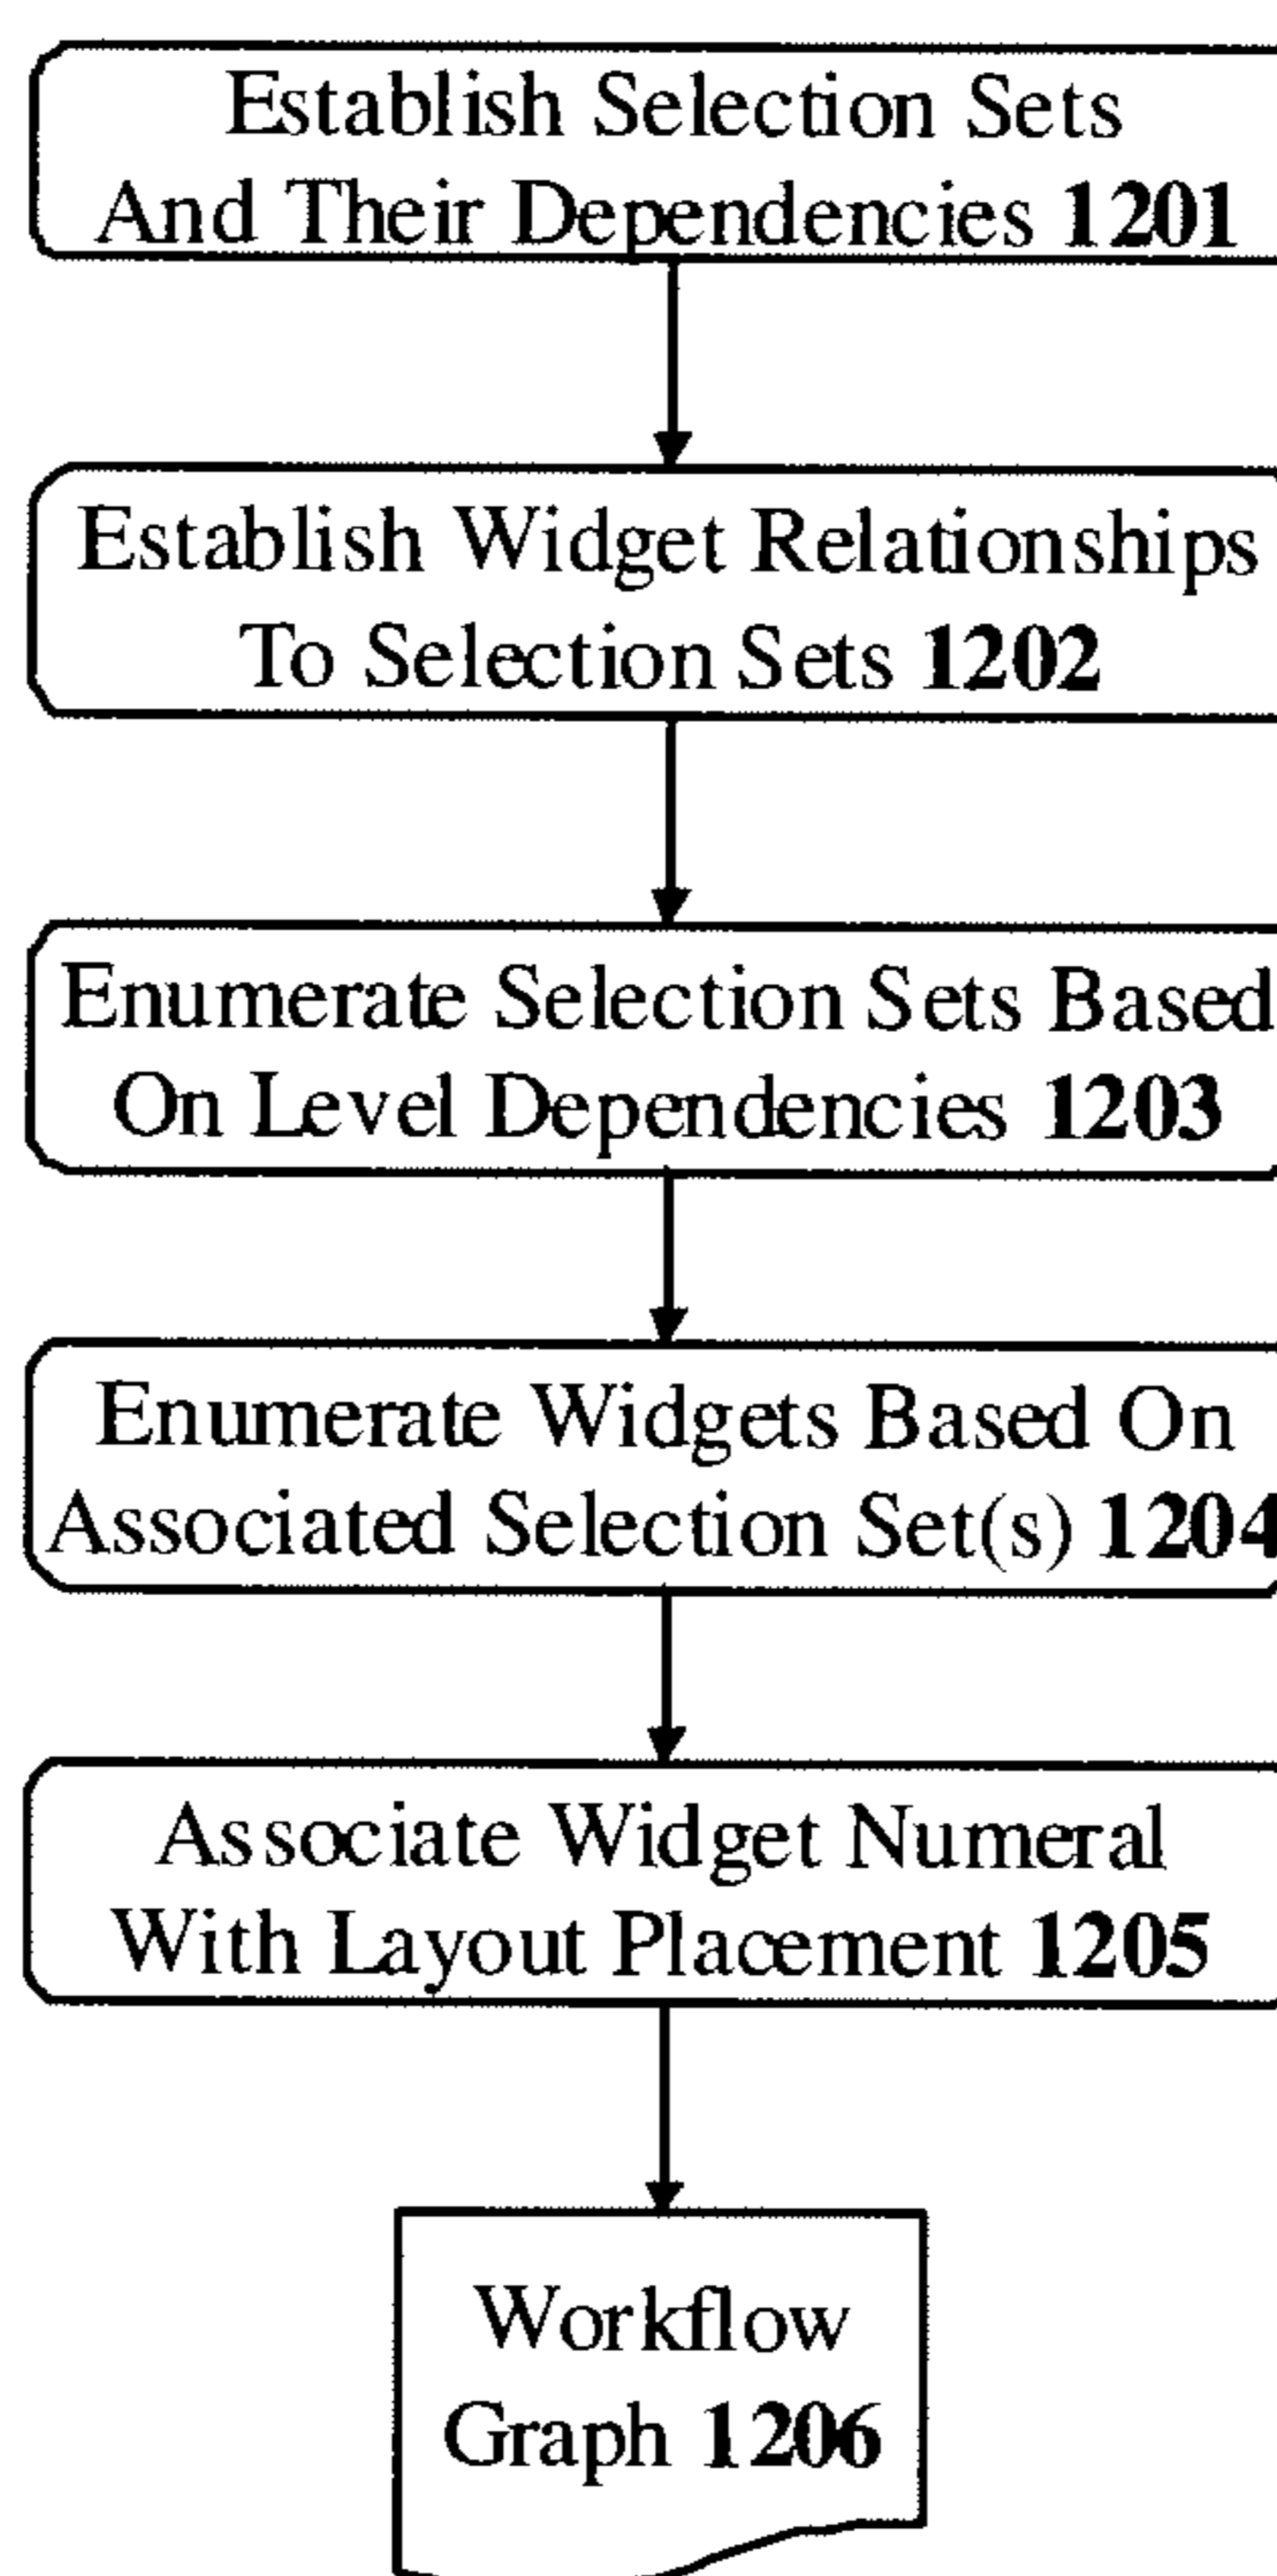 Establish Selection Sets
And Their Dependencies 1201
Establish Widget Relationships
To Selection Sets 1202
Enumerate Selection Sets Based
On Level Dependencies 1203
Enumerate Widgets Based On
Associated Selection Set(s) 1204
Associate Widget Numeral
With Layout Placement 1205
Workflow
Graph 1206